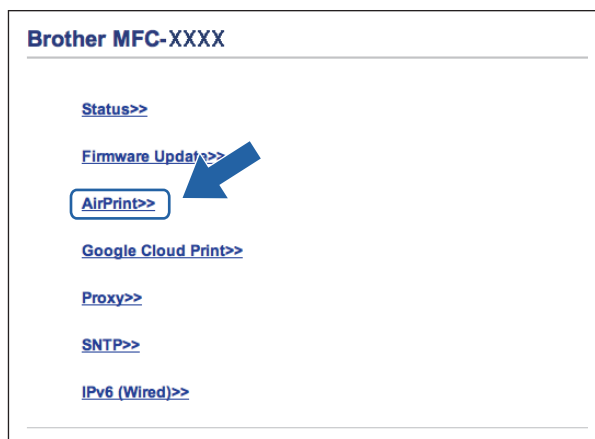 Brother MFC-XXXX
Status>>
Firmware Update>>
AirPrint>>
Google Cloud Print>>
Proxy>>
SNTP>>
IPv6 (Wired)>>